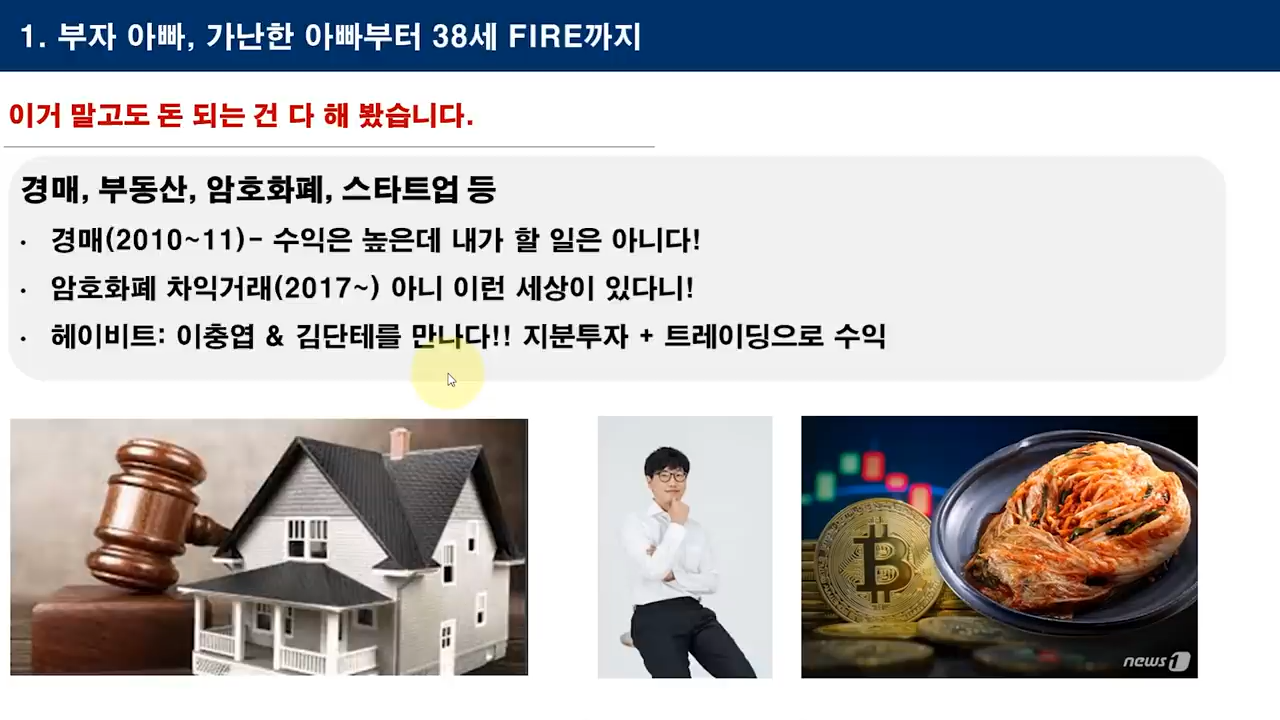 1. 부자 아빠, 가난한 아빠부터 38세 FIRE까지
이거 말고도 돈 되는 건 다 해 봤습니다.
경매, 부동산, 암호화폐, 스타트업 등
· 경매(2010~11)- 수익은 높은데 내가 할 일은 아니다!
· 암호화폐 차익거래(2017~) 아니 이런 세상이 있다니!
· 헤이비트: 이충엽 & 김단테를 만나다!! 지분투자 + 트레이딩으로 수익
news1